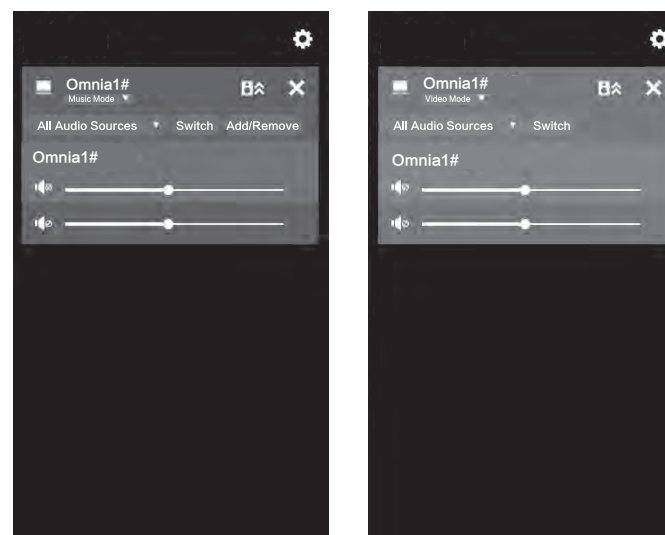 Omnia1#
Music Mode
All Audio Sources Switch Add/Remove
Omnia1#
Omnia1#
Video Mode
All Audio Sources Switch
Omnia1#